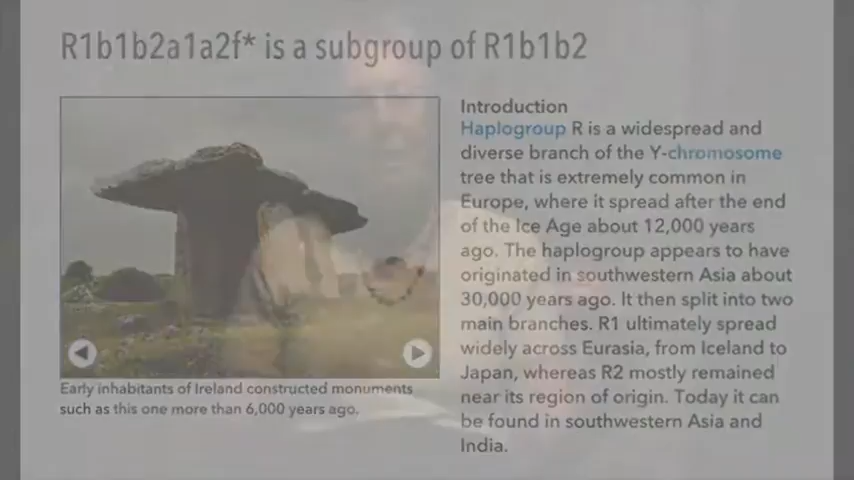 R1b1b2a1a2f* is a subgroup of R1b1b2
Introduction
Haplogroup R is a widespread and
diverse branch of the Y-chromosome
tree that is extremely common in
Europe, where it spread after the end
of the Ice Age about 12,000 years
ago. The haplogroup appears to have
originated in southwestern Asia about
30,000 years ago. It then split into two
main branches. R1 ultimately spread
widely across Eurasia, from Iceland to
Japan, whereas R2 mostly remained
near its region of origin. Today it can
be found in southwestern Asia and
India.
Early inhabitants of Ireland constructed monuments
such as this one more than 6,000 years ago.